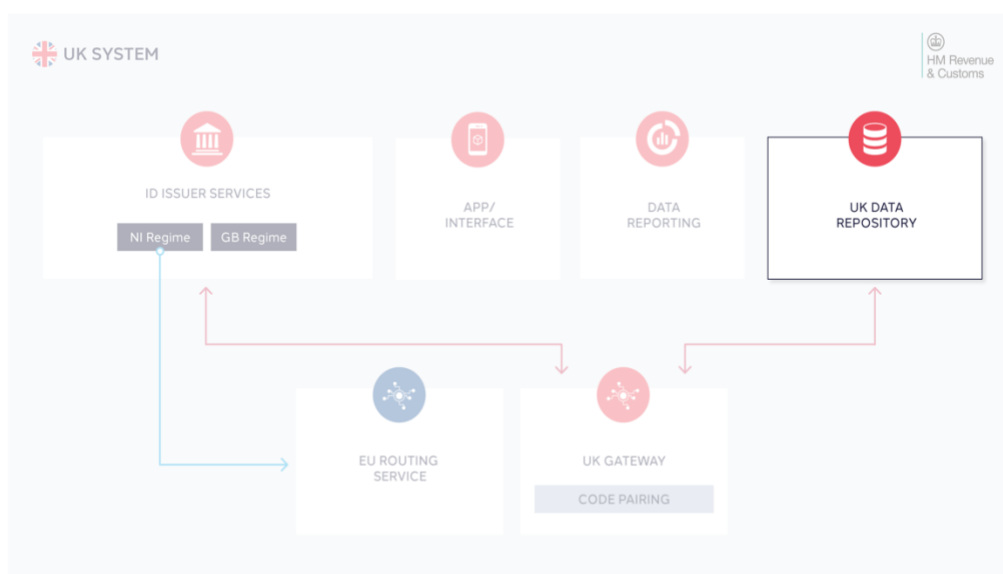 UK SYSTEM
HM Revenue
& Customs
ID ISSUER SERVICES
NI Regime
GB Regime
APP/
INTERFACE
DATA
REPORTING
UK DATA
REPOSITORY
EU ROUTING
SERVICE
UK GATEWAY
CODE PAIRING